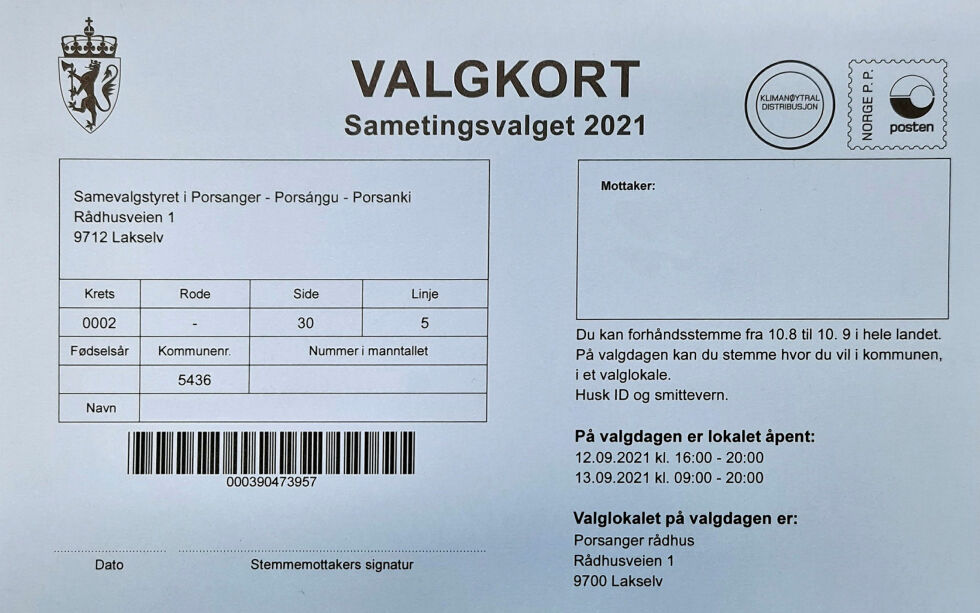 VALGKORT
Sametingsvalget 2021
KLIMANØYTRAL
DISTRIBUSJON
NORGE P. P.
posten
Samevalgstyret i Porsanger - Porsáŋgu - Porsanki
Rådhusveien 1
9712 Lakselv
Krets Rode Side Linje
0002 - 30 5
Fødselsår Kommunenr. Nummer i manntallet
5436
Navn
000390473957
Dato Stemmemottakers signatur
Mottaker:
Du kan forhåndsstemme fra 10.8 til 10. 9 i hele landet.
På valgdagen kan du stemme hvor du vil i kommunen,
i et valglokale.
Husk ID og smittevern.
På valgdagen er lokalet åpent:
12.09.2021 kl. 16:00 - 20:00
13.09.2021 kl. 09:00 - 20:00
Valglokalet på valgdagen er:
Porsanger rådhus
Rådhusveien 1
9700 Lakselv